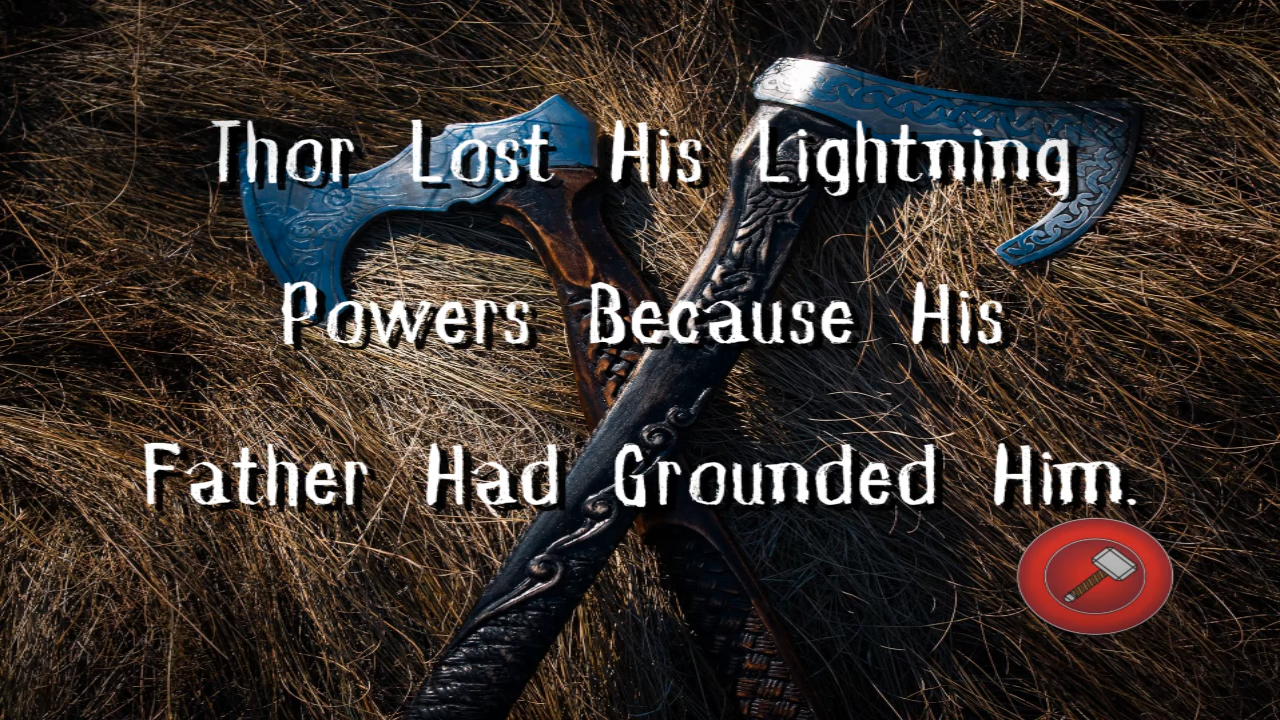 Thor Lost His Lightning
Powers Because His
Father Had Grounded Him.